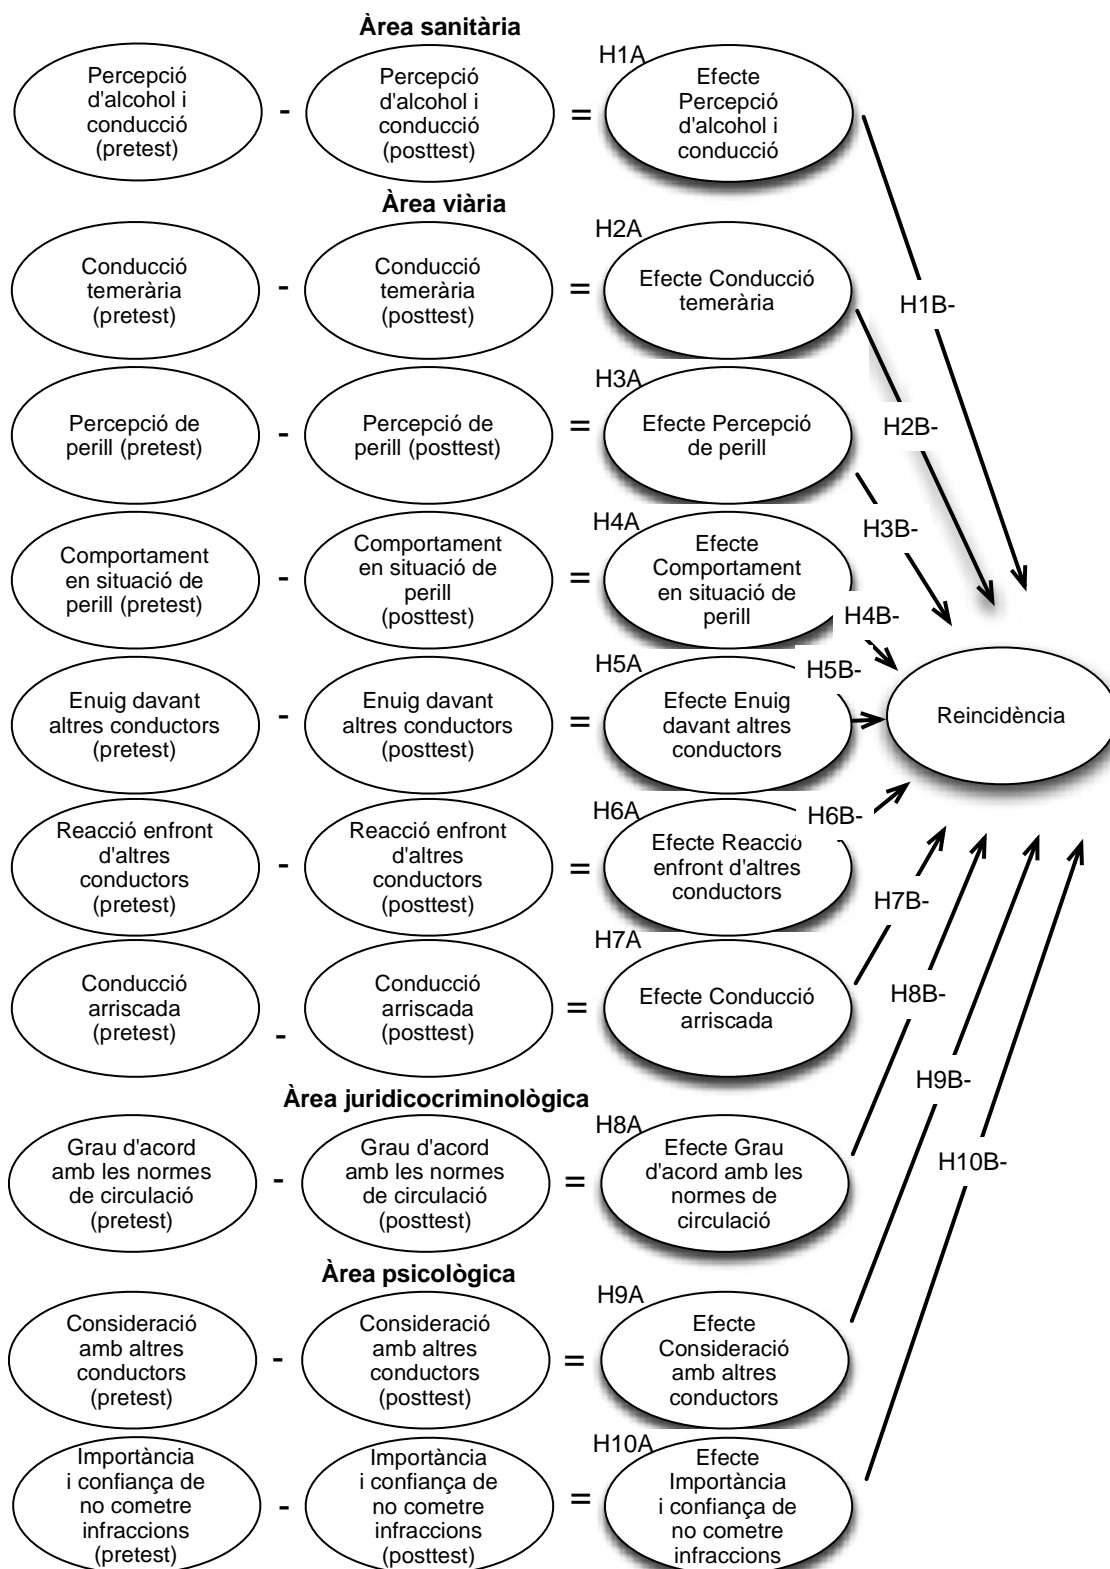 Àrea sanitària
Percepció
d'alcohol i
conducció
(pretest)
-
Percepció
d'alcohol i
conducció
(posttest)
=
H1A
Efecte
Percepció
d'alcohol i
conducció
Àrea viària
Conducció
temerària
(pretest)
-
Conducció
temerària
(posttest)
=
H2A
Efecte Conducció
temerària
H1B-
Percepció de
perill (pretest)
-
Percepció de
perill (posttest)
=
H3A
Efecte Percepció
de perill
H2B-
Comportament
en situació de
perill (pretest)
-
Comportament
en situació de
perill
(posttest)
=
H4A
Efecte
Comportament
en situació de
perill
H3B-
H4B-
Enuig davant
altres conductors
(pretest)
-
Enuig davant
altres conductors
(posttest)
=
H5A
Efecte Enuig
davant altres
conductors
H5B-
Reincidència
Reacció enfront
d'altres
conductors
(pretest)
-
Reacció enfront
d'altres
conductors
(posttest)
=
H6A
Efecte Reacció
enfront d'altres
conductors
H6B-
Conducció
arriscada
(pretest)
-
Conducció
arriscada
(posttest)
=
H7A
Efecte Conducció
arriscada
H7B-
H8B-
Àrea juridicocriminològica
Grau d'acord
amb les normes
de circulació
(pretest)
-
Grau d'acord
amb les normes
de circulació
(posttest)
=
H8A
Efecte Grau
d'acord amb les
normes de
circulació
H9B-
H10B-
Àrea psicològica
Consideració
amb altres
conductors
(pretest)
-
Consideració
amb altres
conductors
(posttest)
=
H9A
Efecte
Consideració
amb altres
conductors
Importància
i confiança de
no cometre
infraccions
(pretest)
-
Importància
i confiança de
no cometre
infraccions
(posttest)
=
H10A
Efecte
Importància
i confiança de
no cometre
infraccions